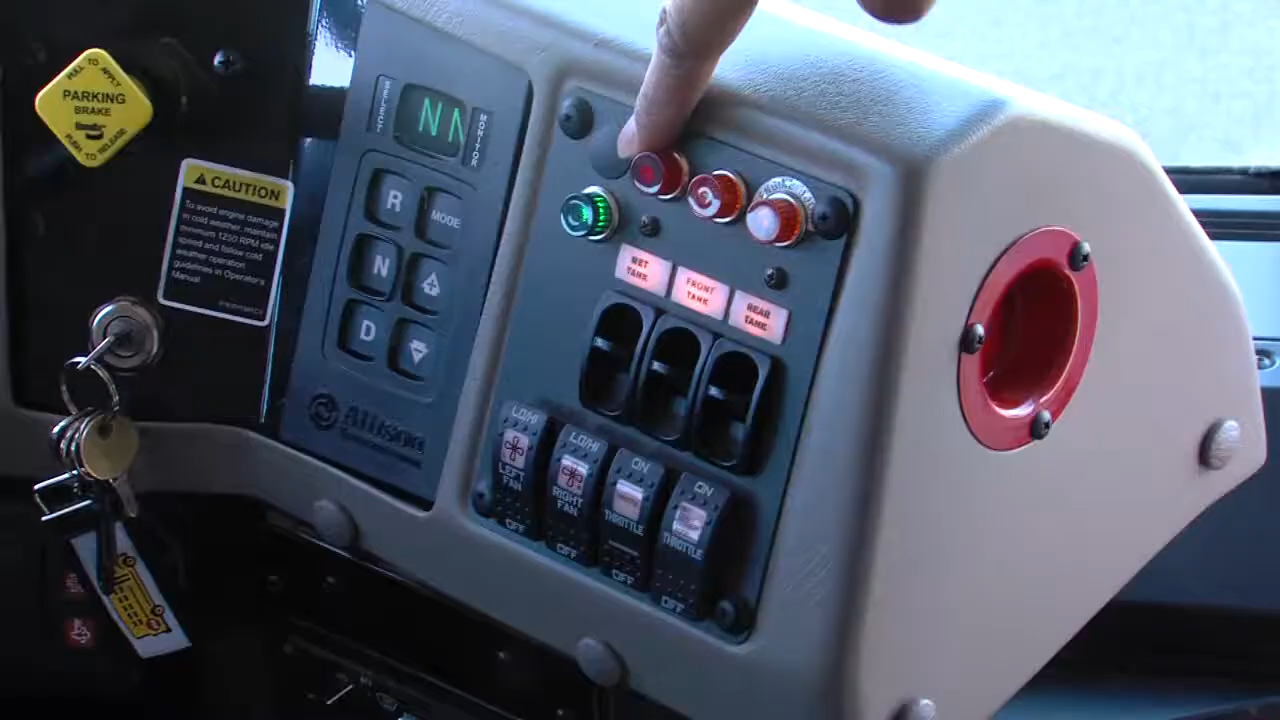 PULL TO APPLY
PARKING
BRAKE
PUSH TO RELEASE
CAUTION
To avoid engine damage
in cold weather, maintain
minimum 1250 RPM idle
speed and follow cold
weather operation
guidelines in Operator's
Manual.
SELECT
MONITOR
N N
R
MODE
N
D
ALLISON
WET
TANK
FRONT
TANK
REAR
TANK
LO/HI
LEFT
FAN
OFF
LO/HI
RIGHT
FAN
OFF
ON
THROTTLE
OFF
ON
THROTTLE
OFF